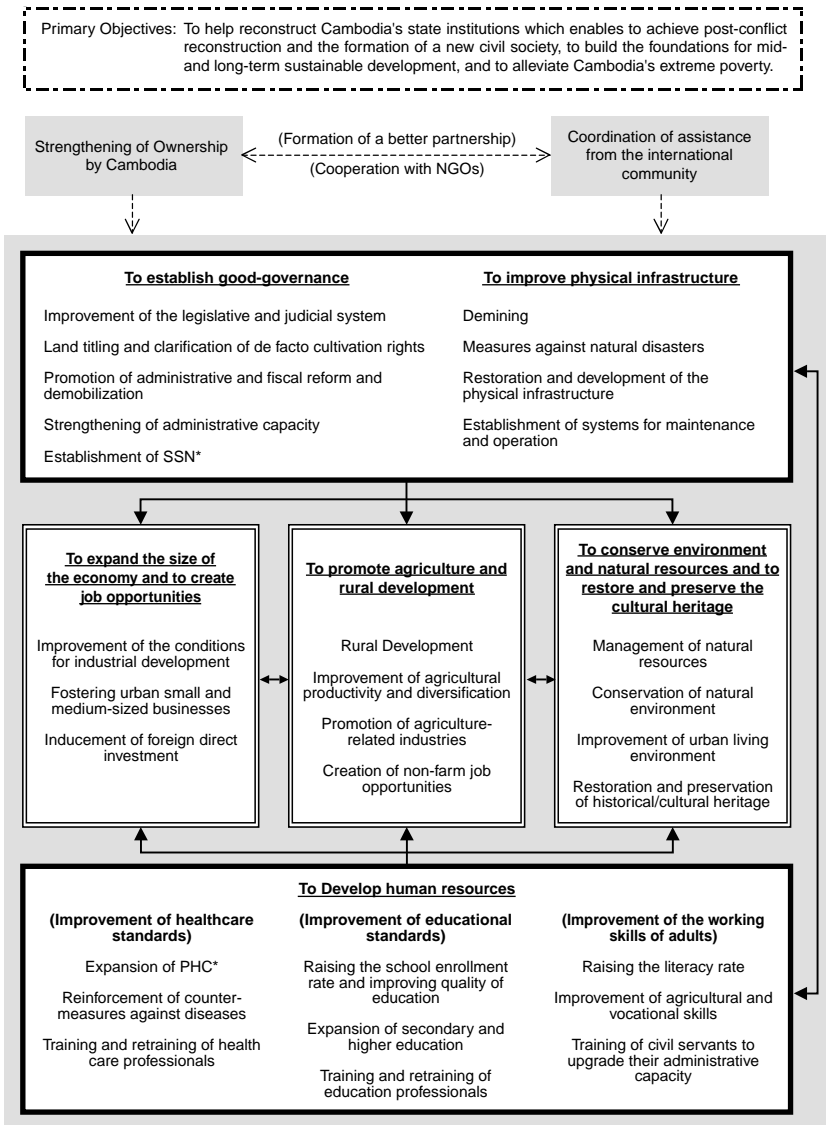 Primary Objectives: To help reconstruct Cambodia's state institutions which enables to achieve post-conflict
reconstruction and the formation of a new civil society, to build the foundations for mid-
and long-term sustainable development, and to alleviate Cambodia's extreme poverty.
Strengthening of Ownership
by Cambodia
(Formation of a better partnership)
(Cooperation with NGOs)
Coordination of assistance
from the international
community
To establish good-governance
Improvement of the legislative and judicial system
Land titling and clarification of de facto cultivation rights
Promotion of administrative and fiscal reform and
demobilization
Strengthening of administrative capacity
Establishment of SSN*
To improve physical infrastructure
Demining
Measures against natural disasters
Restoration and development of the
physical infrastructure
Establishment of systems for maintenance
and operation
To expand the size of
the economy and to create
job opportunities
Improvement of the conditions
for industrial development
Fostering urban small and
medium-sized businesses
Inducement of foreign direct
investment
To promote agriculture and
rural development
Rural Development
Improvement of agricultural
productivity and diversification
Promotion of agriculture-
related industries
Creation of non-farm job
opportunities
To conserve environment
and natural resources and to
restore and preserve the
cultural heritage
Management of natural
resources
Conservation of natural
environment
Improvement of urban living
environment
Restoration and preservation
of historical/cultural heritage
To Develop human resources
(Improvement of healthcare
standards)
Expansion of PHC*
Reinforcement of counter-
measures against diseases
Training and retraining of health
care professionals
(Improvement of educational
standards)
Raising the school enrollment
rate and improving quality of
education
Expansion of secondary and
higher education
Training and retraining of
education professionals
(Improvement of the working
skills of adults)
Raising the literacy rate
Improvement of agricultural and
vocational skills
Training of civil servants to
upgrade their administrative
capacity